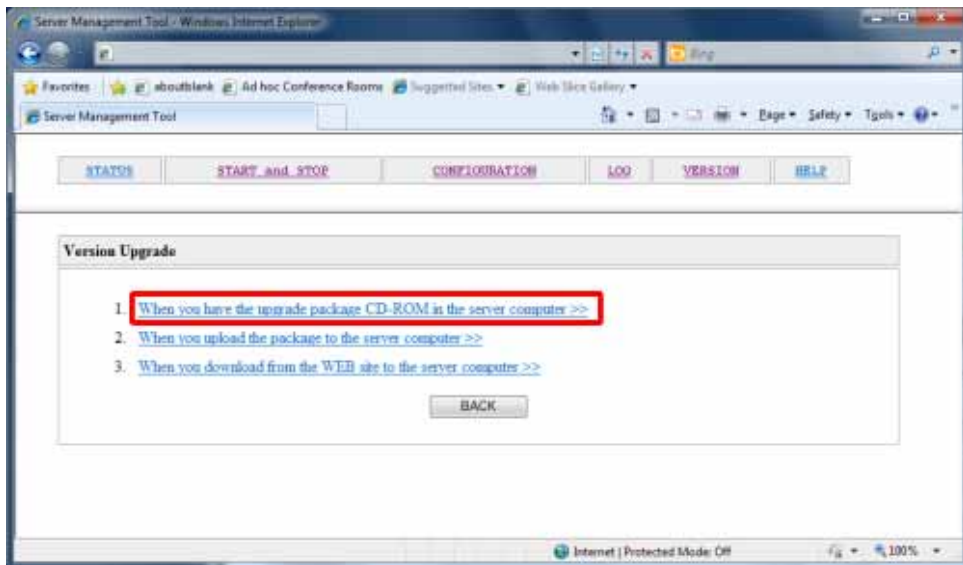 Server Management Tool - Windows Internet Explorer
Bing
Favorites aboutblank Ad hoc Conference Rooms Suggested Sites Web Slice Gallery
Server Management Tool Page Safety Tools
STATUS START and STOP CONFIGURATION LOG VERSION HELP
Version Upgrade
1. When you have the upgrade package CD-ROM in the server computer >>
2. When you upload the package to the server computer >>
3. When you download from the WEB site to the server computer >>
BACK
Internet | Protected Mode: Off 100%